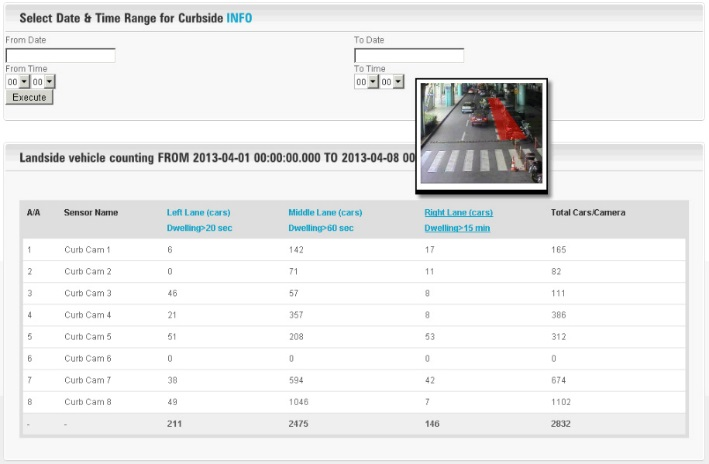 Select Date & Time Range for Curbside INFO
From Date To Date
From Time To Time
00 00 00 00
Execute
Landside vehicle counting FROM 2013-04-01 00:00:00.000 TO 2013-04-08 00
A/A Sensor Name Left Lane (cars) Middle Lane (cars) Right Lane (cars) Total Cars/Camera
Dwelling>20 sec Dwelling>60 sec Dwelling>15 min
1 Curb Cam 1 6 142 17 165
2 Curb Cam 2 0 71 11 82
3 Curb Cam 3 46 57 8 111
4 Curb Cam 4 21 357 8 386
5 Curb Cam 5 51 208 53 312
6 Curb Cam 6 0 0 0 0
7 Curb Cam 7 38 594 42 674
8 Curb Cam 8 49 1046 7 1102
- - 211 2475 146 2832